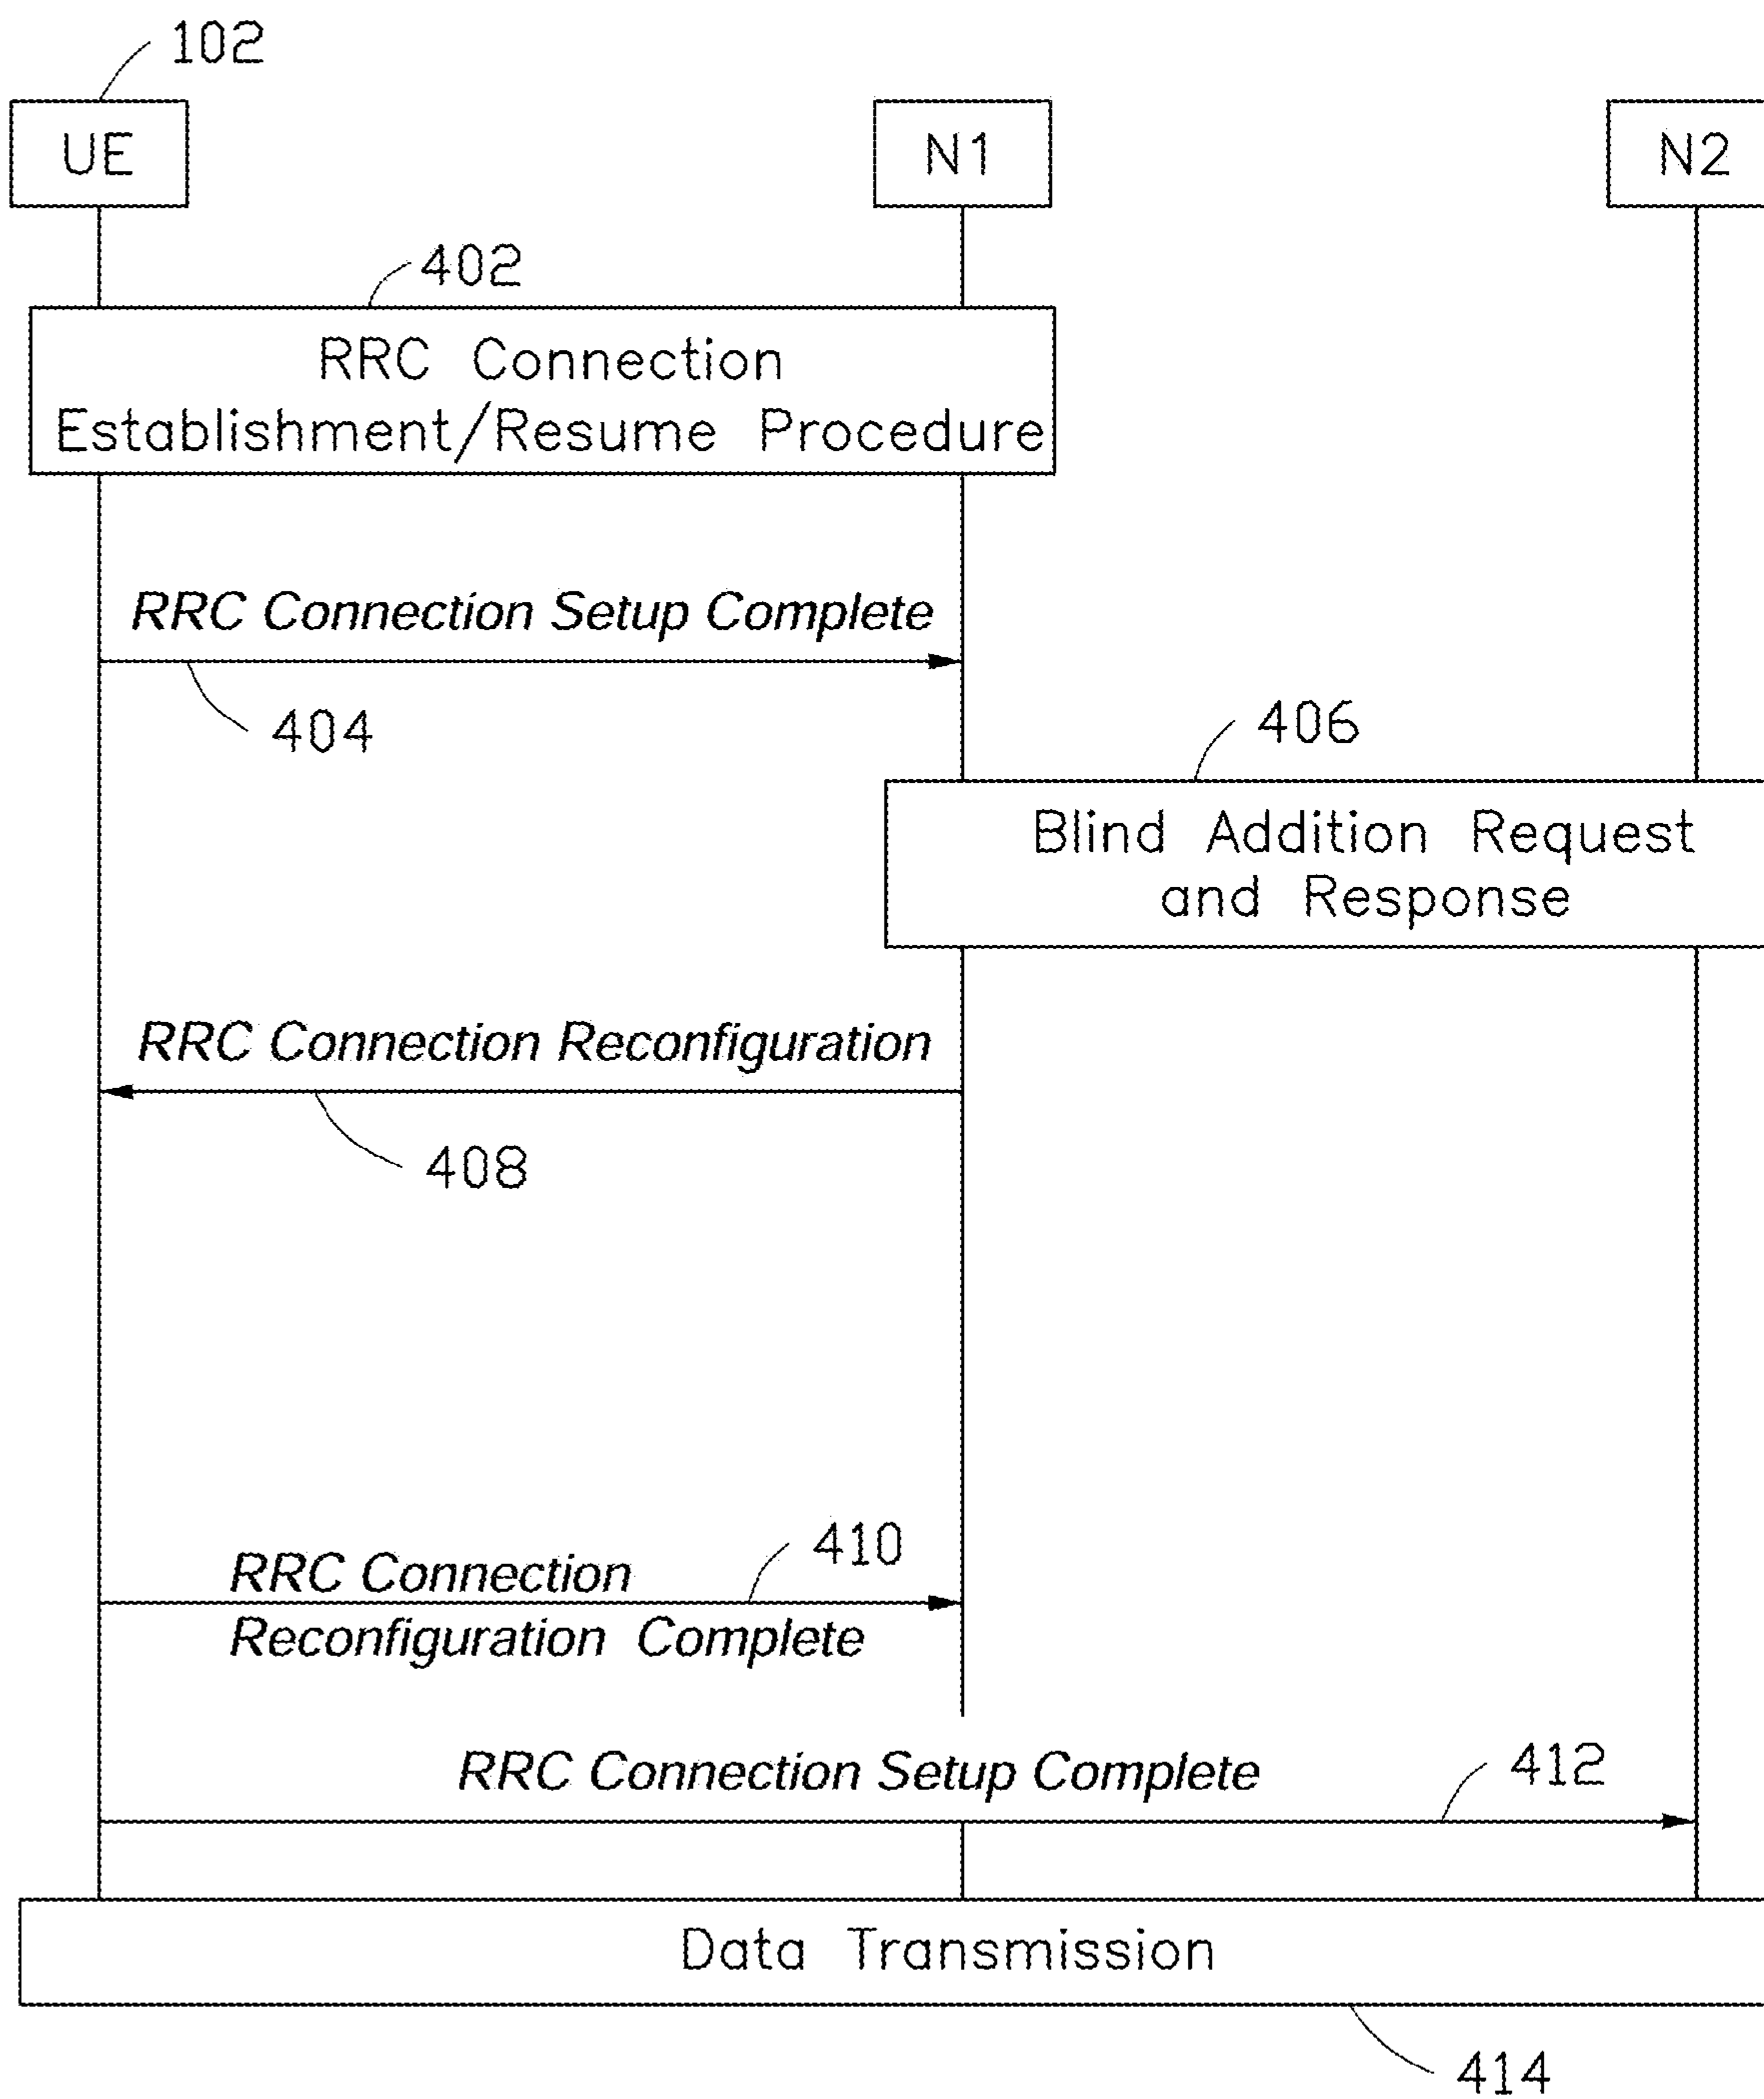 102
UE
N1
N2
402
RRC Connection
Establishment/Resume Procedure
RRC Connection Setup Complete
404
406
Blind Addition Request
and Response
RRC Connection Reconfiguration
408
410
RRC Connection
Reconfiguration Complete
RRC Connection Setup Complete
412
Data Transmission
414